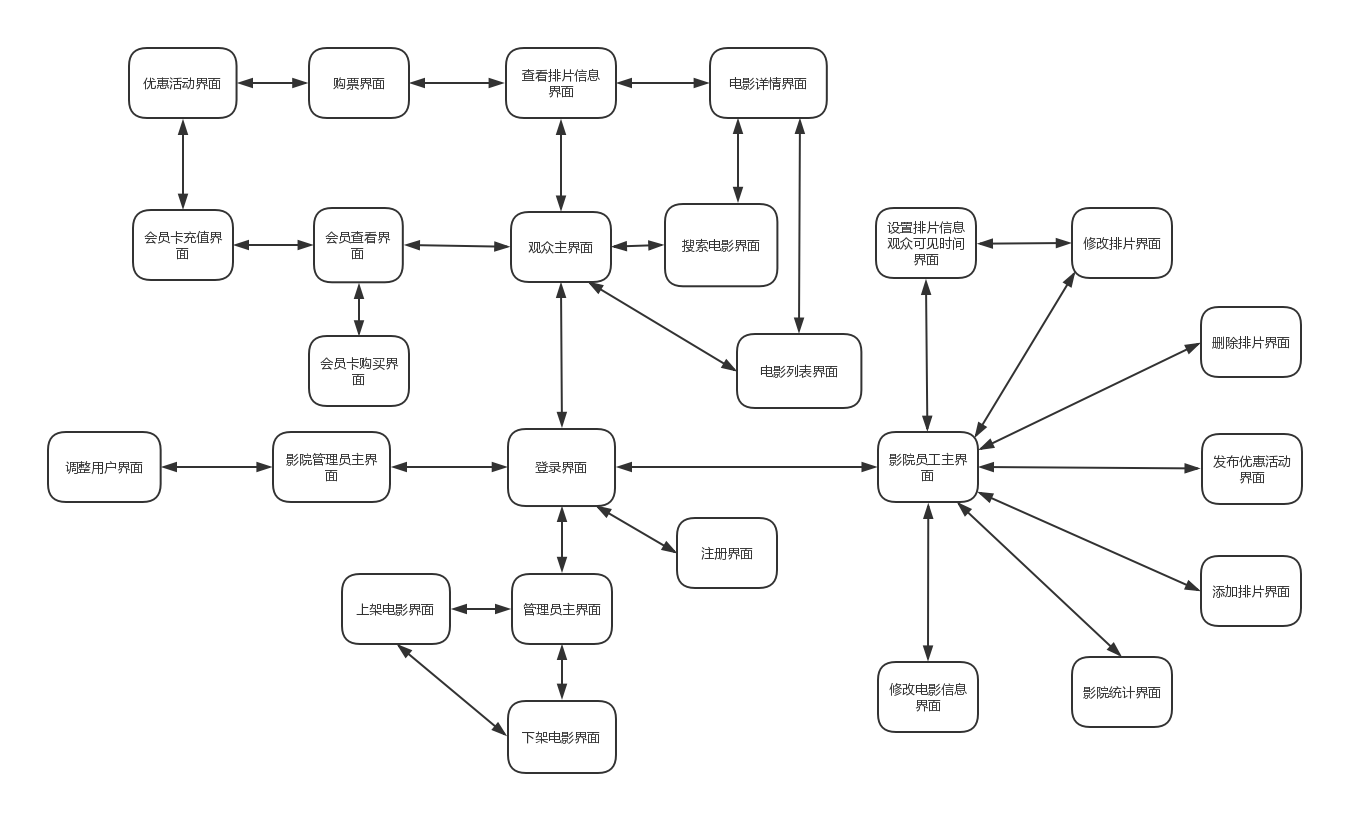 优惠活动界面
购票界面
查看排片信息
界面
电影详情界面
会员卡充值界
面
会员查看界
面
观众主界面
搜索电影界面
设置排片信息
观众可见时间
界面
修改排片界面
删除排片界面
会员卡购买界
面
电影列表界面
调整用户界面
影院管理员主界
面
登录界面
影院员工主界
面
发布优惠活动
界面
注册界面
上架电影界面
管理员主界面
添加排片界面
修改电影信息
界面
影院统计界面
下架电影界面